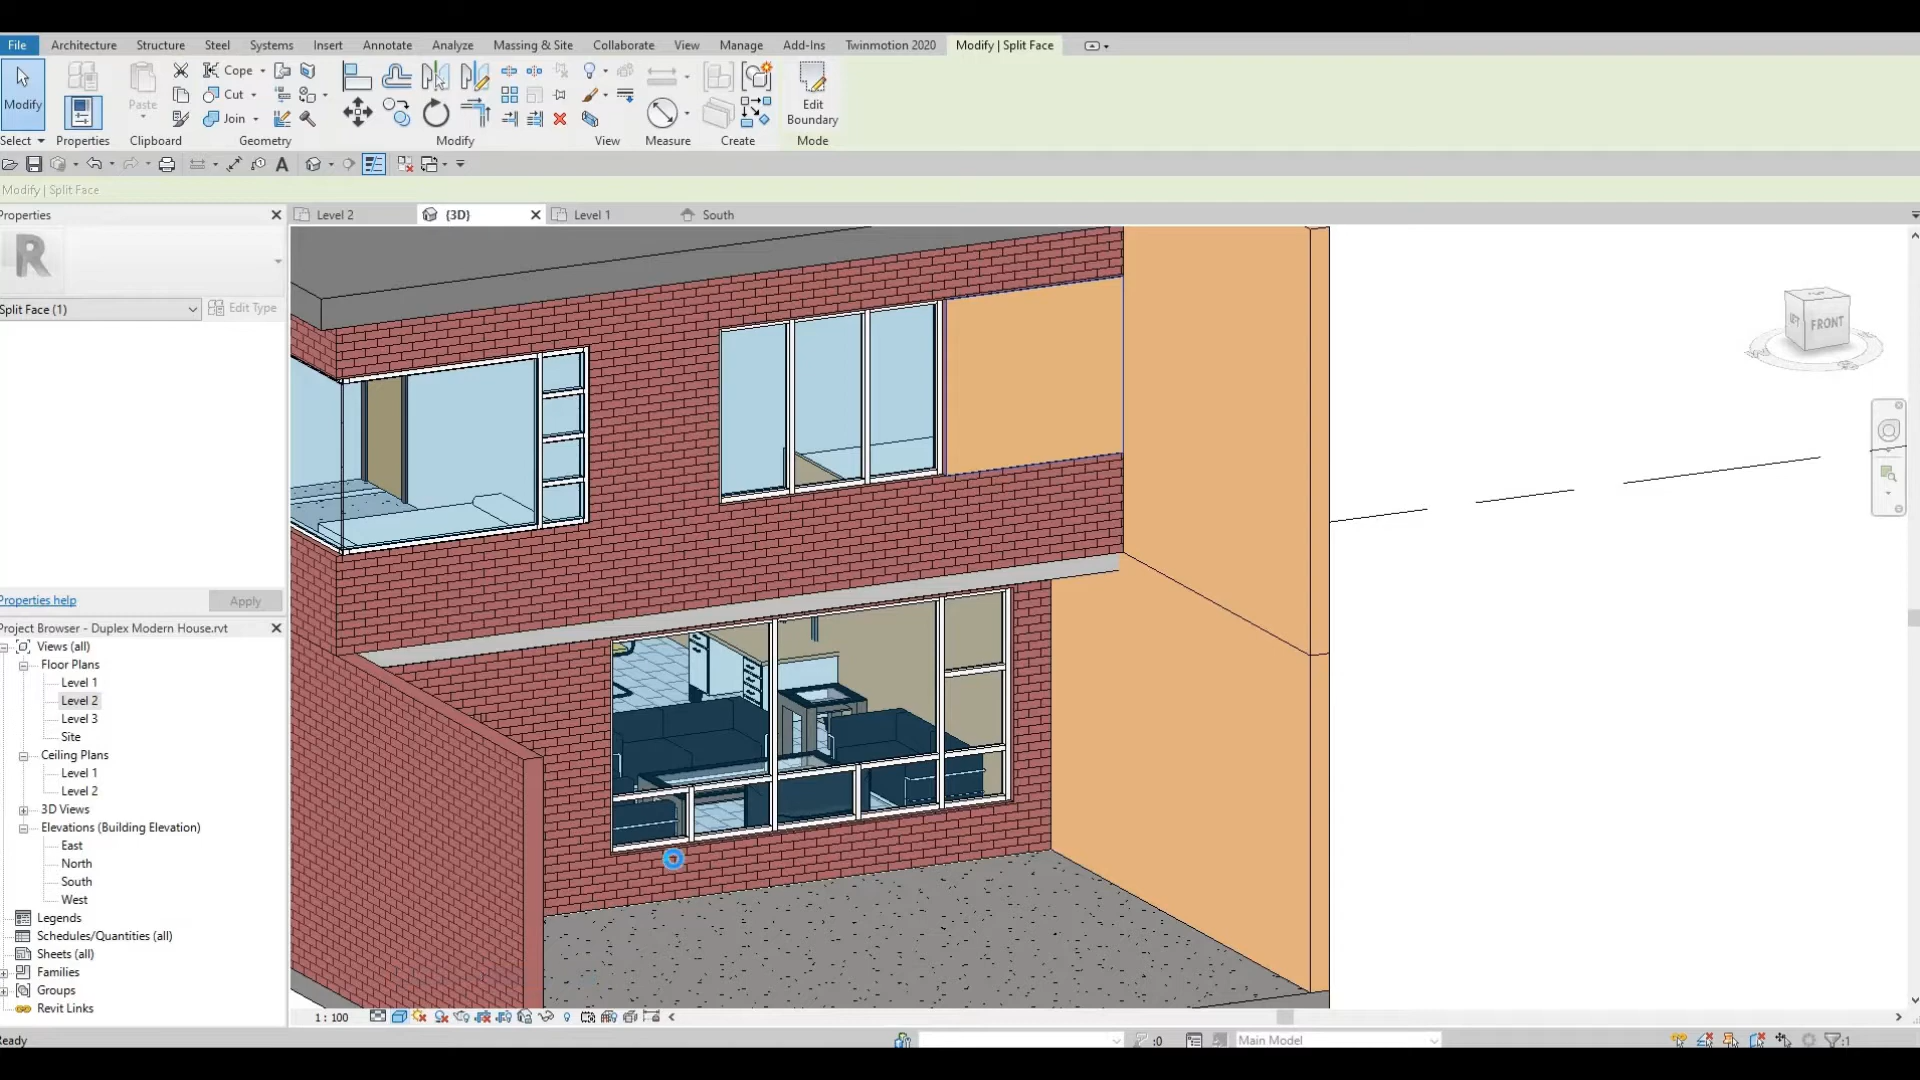 File Architecture Structure Steel Systems Insert Annotate Analyze Massing & Site Collaborate View Manage Add-Ins Twinmotion 2020 Modify | Split Face
Modify Paste Cope Cut Join Edit Boundary
Select Properties Clipboard Geometry Modify View Measure Create Mode
Modify | Split Face
Properties Level 2 {3D} Level 1 South
R
FRONT
Split Face (1) Edit Type
Properties help Apply
Project Browser - Duplex Modern House.rvt
Views (all)
Floor Plans
Level 1
Level 2
Level 3
Site
Ceiling Plans
Level 1
Level 2
3D Views
Elevations (Building Elevation)
East
North
South
West
Legends
Schedules/Quantities (all)
Sheets (all)
Families
Groups
Revit Links
1 : 100
Ready :0 Main Model :1